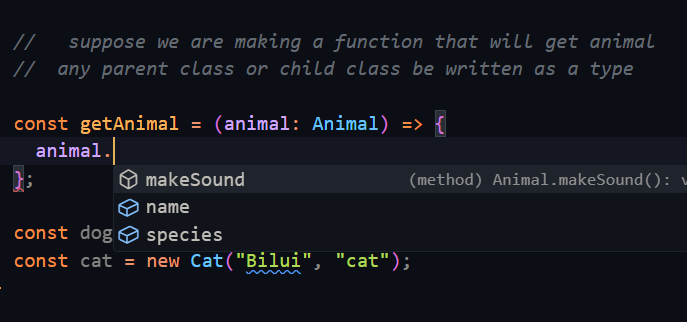 //   suppose we are making a function that will get animal
//  any parent class or child class be written as a type
const getAnimal = (animal: Animal) => {
animal.
makeSound (method) Animal.makeSound(): v
}; name
const dog species
const cat = new Cat("Bilui", "cat");